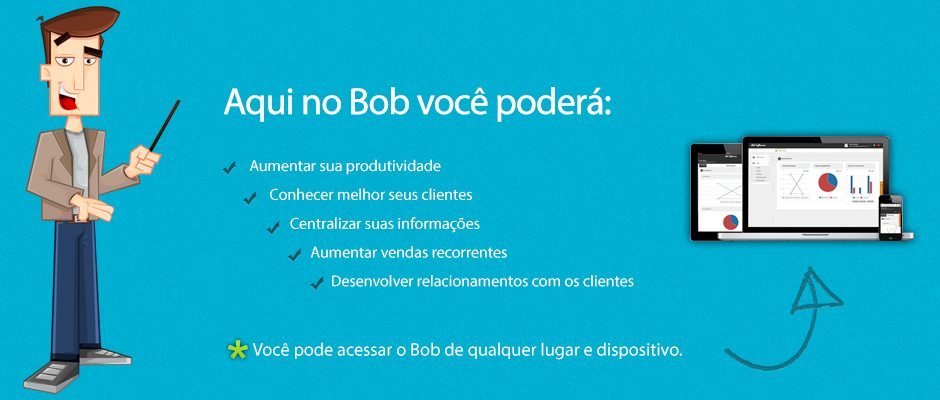 Aqui no Bob você poderá:
Aumentar sua produtividade
Conhecer melhor seus clientes
Centralizar suas informações
Aumentar vendas recorrentes
Desenvolver relacionamentos com os clientes
Você pode acessar o Bob de qualquer lugar e dispositivo.